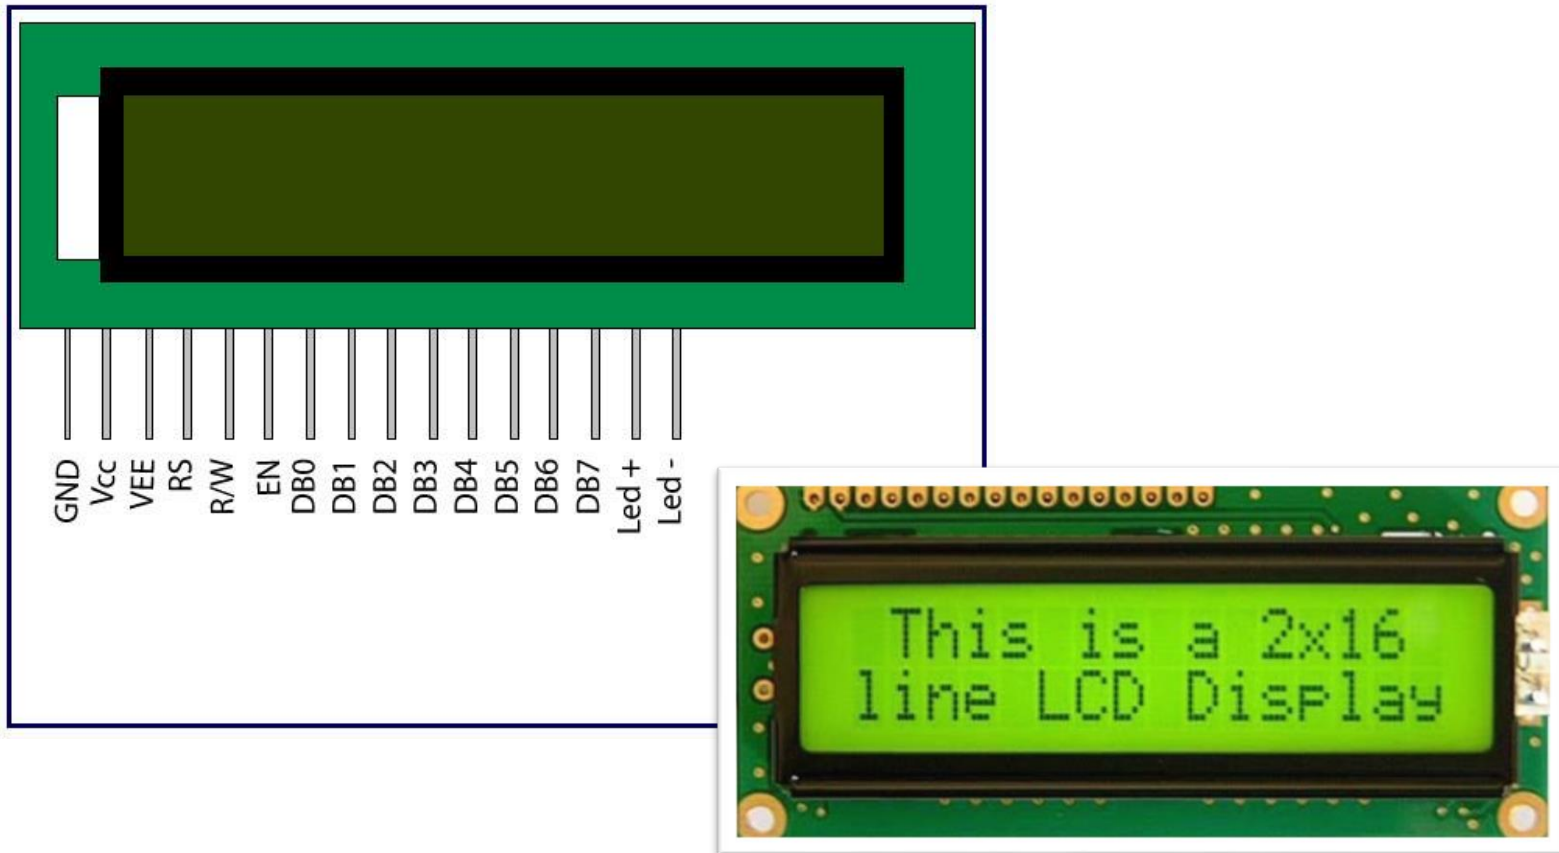 GND
Vcc
VEE
RS
R/W
EN
DB0
DB1
DB2
DB3
DB4
DB5
DB6
DB7
Led +
Led -
This is a 2x16
line LCD Display